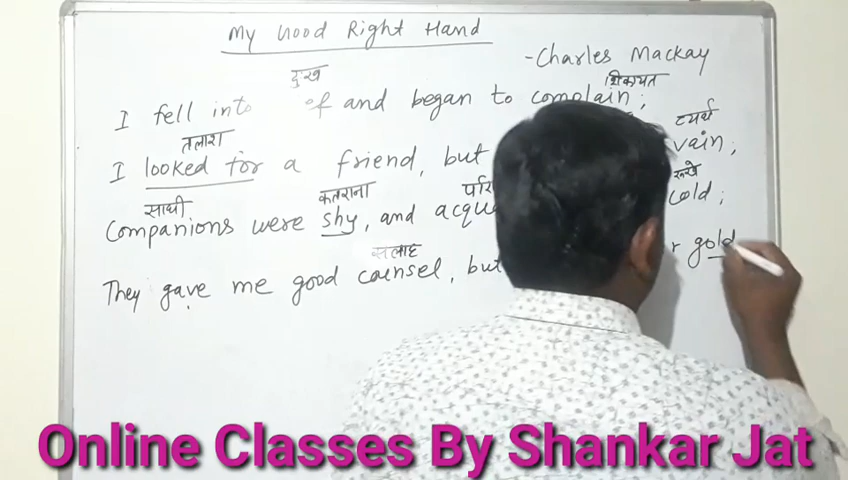 My Good Right Hand
-Charles Mackay
दुःख शिकायत
I fell into of and began to complain;
तलाश व्यर्थ
I looked for a friend, but vain;
साथी कतराना रूखे
Companions were shy, and cold;
सलाह
They gave me good counsel, but gold
Online Classes By Shankar Jat